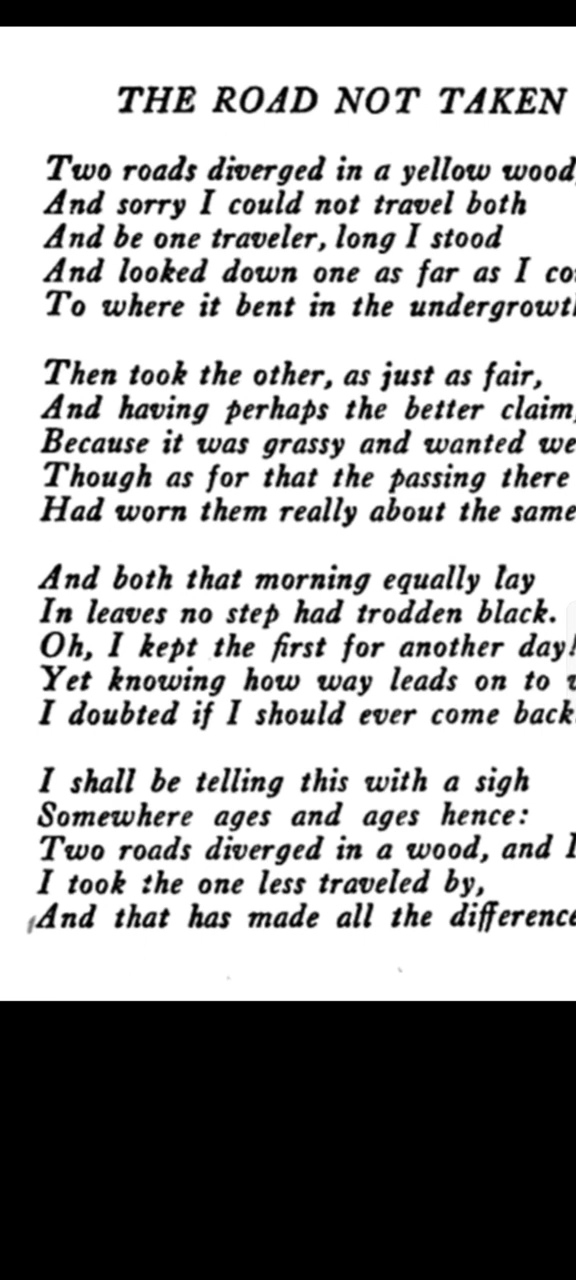 THE ROAD NOT TAKEN
Two roads diverged in a yellow wood,
And sorry I could not travel both
And be one traveler, long I stood
And looked down one as far as I
To where it bent in the
Then took the other, as just as fair,
And having perhaps the better claim,
Because it was grassy and wanted
Though as for that the passing there
Had worn them really about the same
And both that morning equally lay
In leaves no step had trodden black.
Oh, I kept the first for another day!
Yet knowing how way leads on to
I doubted if I should ever come back.
I shall be telling this with a sigh
Somewhere ages and ages hence:
Two roads diverged in a wood, and I
I took the one less traveled by,
And that has made all the difference